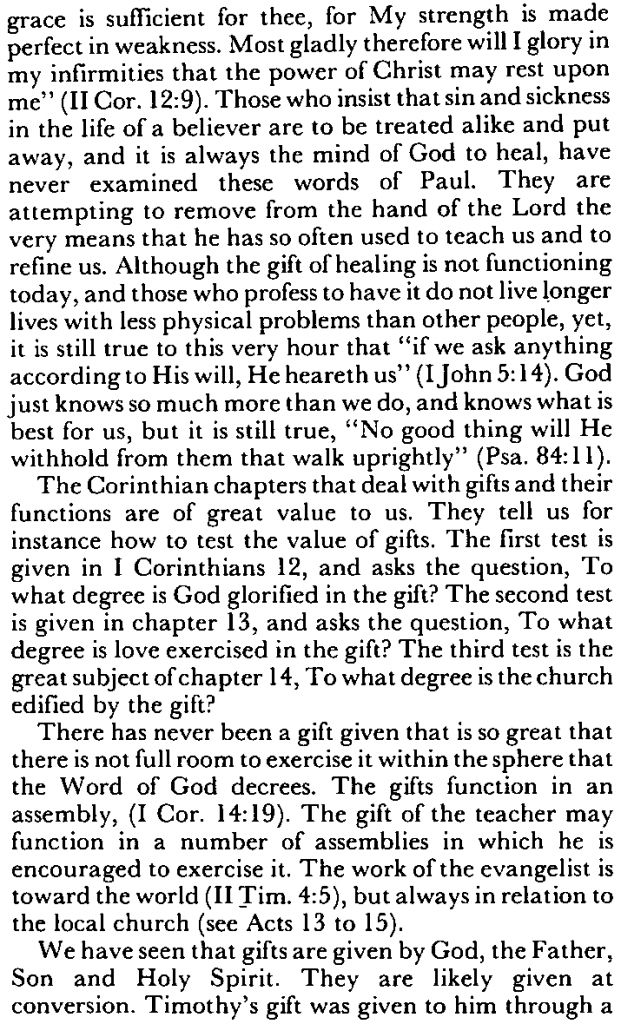 grace is sufficient for thee, for My strength is made
perfect in weakness. Most gladly therefore will I glory in
my infirmities that the power of Christ may rest upon
me" (II Cor. 12:9). Those who insist that sin and sickness
in the life of a believer are to be treated alike and put
away, and it is always the mind of God to heal, have
never examined these words of Paul. They are
attempting to remove from the hand of the Lord the
very means that he has so often used to teach us and to
refine us. Although the gift of healing is not functioning
today, and those who profess to have it do not live longer
lives with less physical problems than other people, yet,
it is still true to this very hour that "if we ask anything
according to His will, He heareth us" (I John 5:14). God
just knows so much more than we do, and knows what is
best for us, but it is still true, "No good thing will He
withhold from them that walk uprightly" (Psa. 84:11).
The Corinthian chapters that deal with gifts and their
functions are of great value to us. They tell us for
instance how to test the value of gifts. The first test is
given in I Corinthians 12, and asks the question, To
what degree is God glorified in the gift? The second test
is given in chapter 13, and asks the question, To what
degree is love exercised in the gift? The third test is the
great subject of chapter 14, To what degree is the church
edified by the gift?
There has never been a gift given that is so great that
there is not full room to exercise it within the sphere that
the Word of God decrees. The gifts function in an
assembly, (I Cor. 14:19). The gift of the teacher may
function in a number of assemblies in which he is
encouraged to exercise it. The work of the evangelist is
toward the world (II Tim. 4:5), but always in relation to
the local church (see Acts 13 to 15).
We have seen that gifts are given by God, the Father,
Son and Holy Spirit. They are likely given at
conversion. Timothy's gift was given to him through a